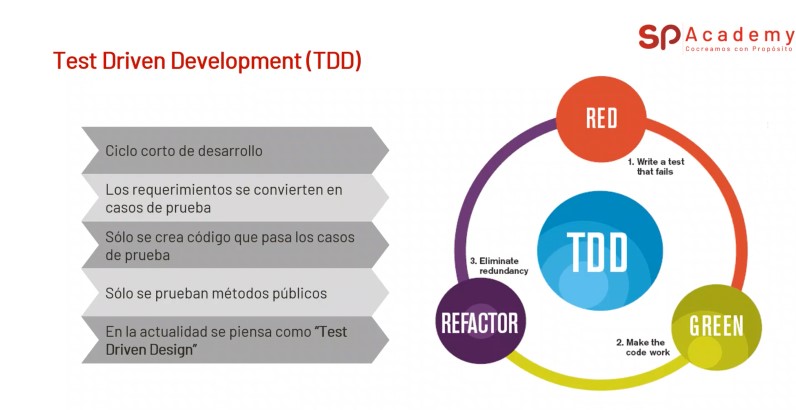 SP Academy
Cocreamos con Propósito
Test Driven Development (TDD)
Ciclo corto de desarrollo
Los requerimientos se convierten en
casos de prueba
Sólo se crea código que pasa los casos
de prueba
Sólo se prueban métodos públicos
En la actualidad se piensa como “Test
Driven Design”
RED
1. Write a test
that fails
TDD
3. Eliminate
redundancy
REFACTOR
GREEN
2. Make the
code work